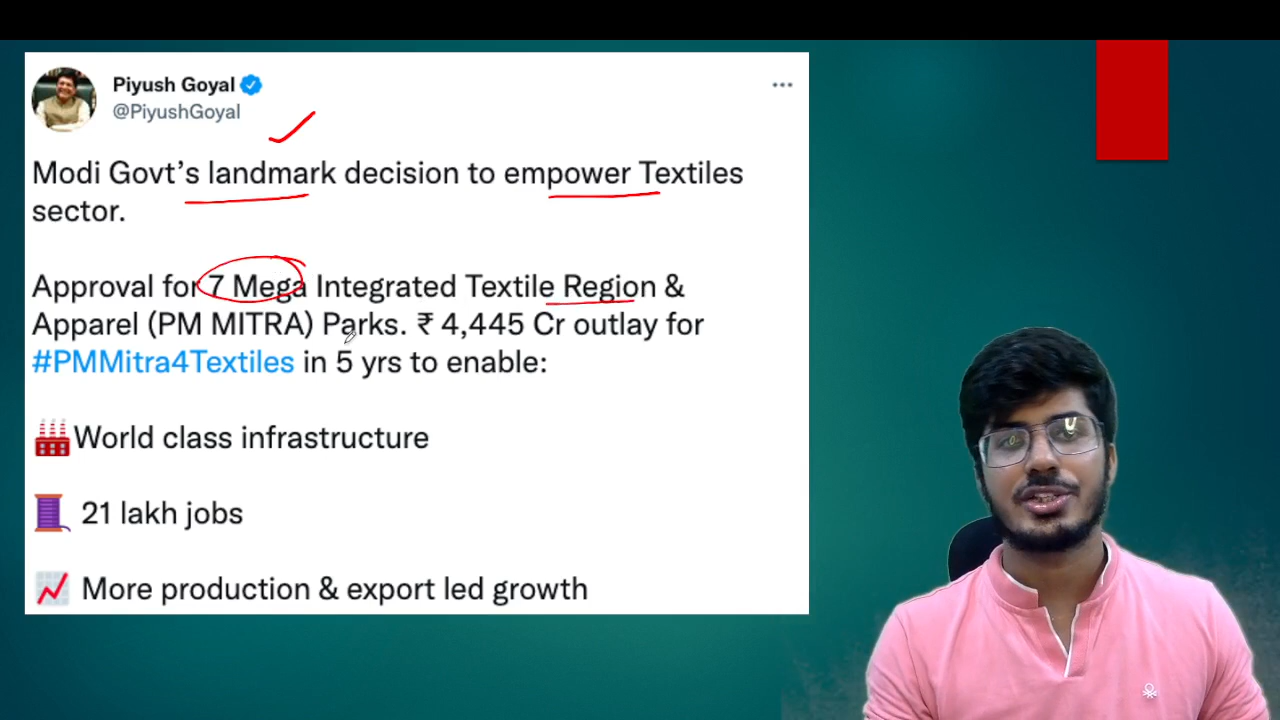 Piyush Goyal
@PiyushGoyal
Modi Govt’s landmark decision to empower Textiles
sector.
Approval for 7 Mega Integrated Textile Region &
Apparel (PM MITRA) Parks. ₹ 4,445 Cr outlay for
#PMMitra4Textiles in 5 yrs to enable:
World class infrastructure
21 lakh jobs
More production & export led growth